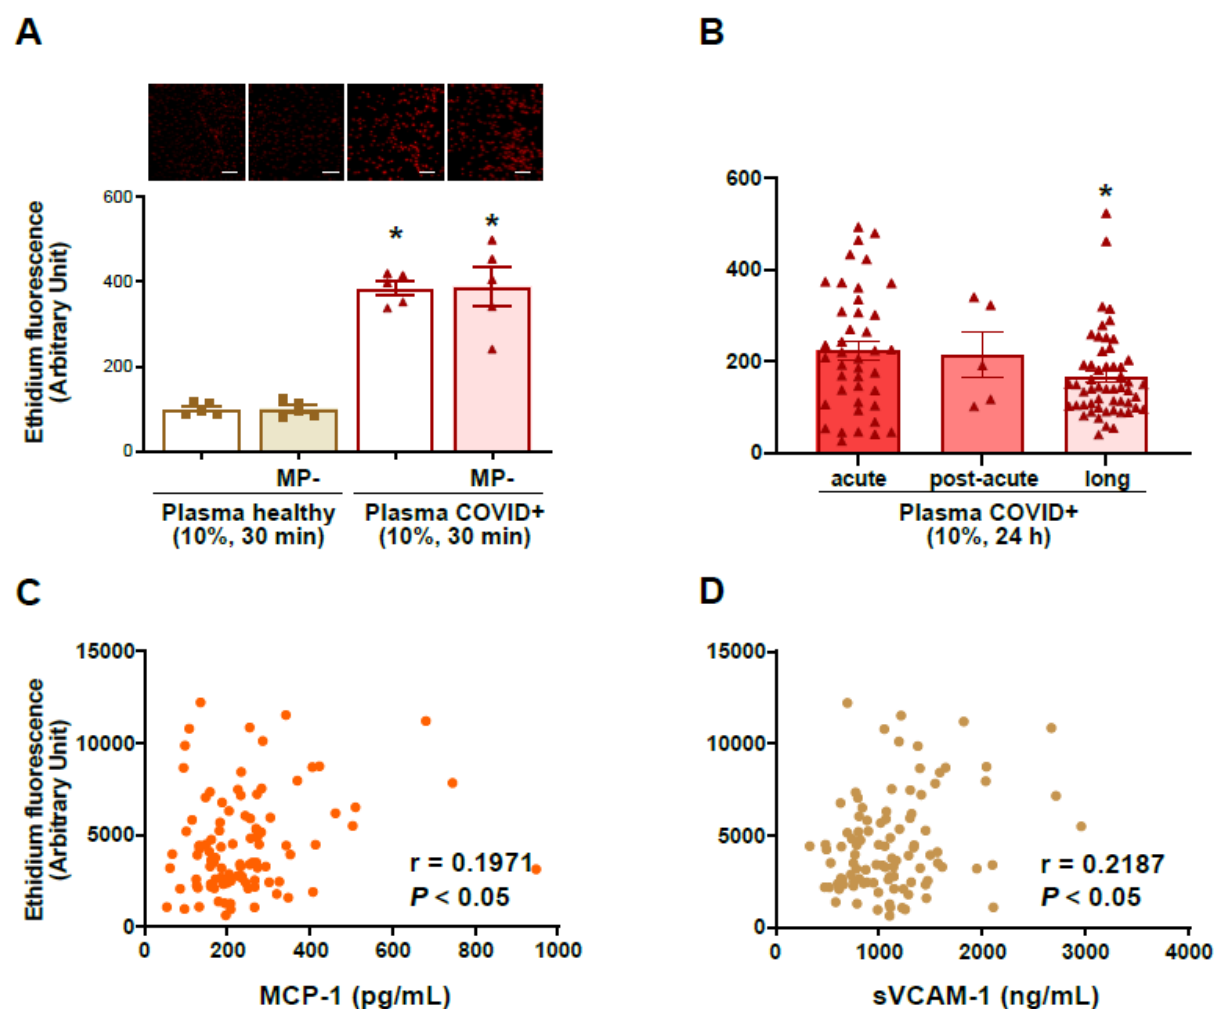 A
Ethidium fluorescence
(Arbitrary Unit)
600
400
200
0
*
*
MP-
MP-
Plasma healthy
(10%, 30 min)
Plasma COVID+
(10%, 30 min)
B
600
400
200
0
*
acute
post-acute
long
Plasma COVID+
(10%, 24 h)
C
Ethidium fluorescence
(Arbitrary Unit)
15000
10000
5000
0
r = 0.1971
P < 0.05
0 200 400 600 800 1000
MCP-1 (pg/mL)
D
15000
10000
5000
0
r = 0.2187
P < 0.05
0 1000 2000 3000 4000
sVCAM-1 (ng/mL)